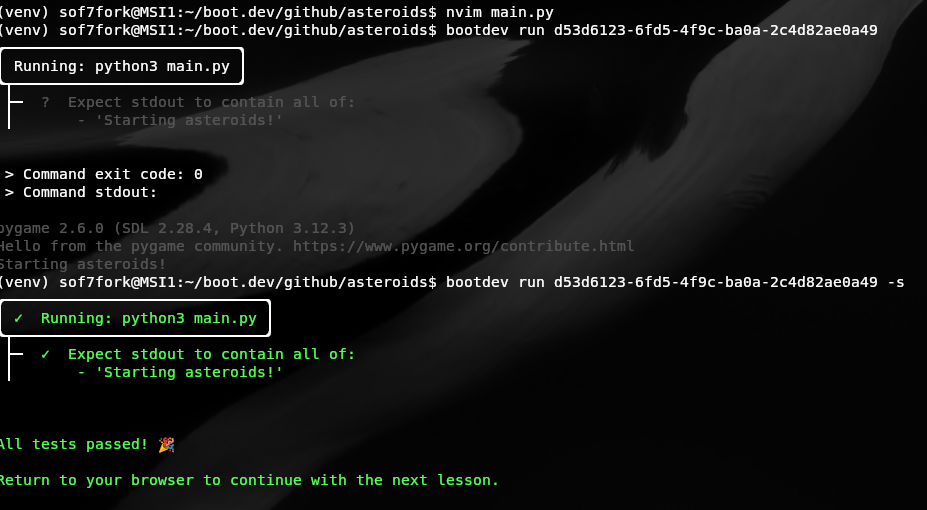 (venv) sof7fork@MSI1:~/boot.dev/github/asteroids$ nvim main.py
(venv) sof7fork@MSI1:~/boot.dev/github/asteroids$ bootdev run d53d6123-6fd5-4f9c-ba0a-2c4d82ae0a49
Running: python3 main.py
? Expect stdout to contain all of:
- 'Starting asteroids!'
> Command exit code: 0
> Command stdout:
pygame 2.6.0 (SDL 2.28.4, Python 3.12.3)
Hello from the pygame community. https://www.pygame.org/contribute.html
Starting asteroids!
(venv) sof7fork@MSI1:~/boot.dev/github/asteroids$ bootdev run d53d6123-6fd5-4f9c-ba0a-2c4d82ae0a49 -s
✓ Running: python3 main.py
✓ Expect stdout to contain all of:
- 'Starting asteroids!'
All tests passed! 🎉
Return to your browser to continue with the next lesson.